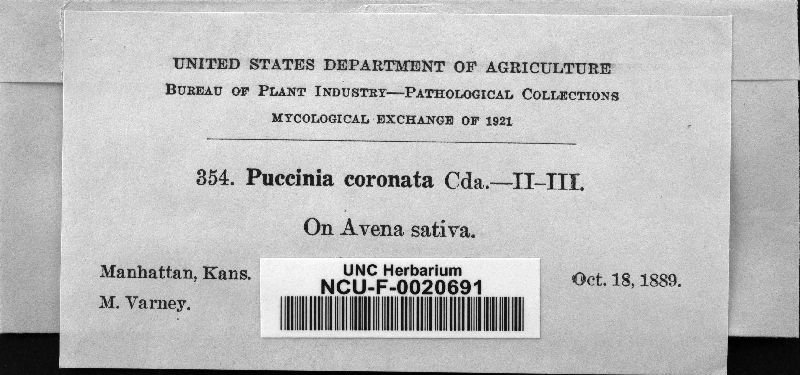 UNITED STATES DEPARTMENT OF AGRICULTURE
BUREAU OF PLANT INDUSTRY—PATHOLOGICAL COLLECTIONS
MYCOLOGICAL EXCHANGE OF 1921
354. Puccinia coronata Cda.—II–III.
On Avena sativa.
Manhattan, Kans.
Oct. 18, 1889.
M. Varney.
UNC Herbarium
NCU-F-0020691